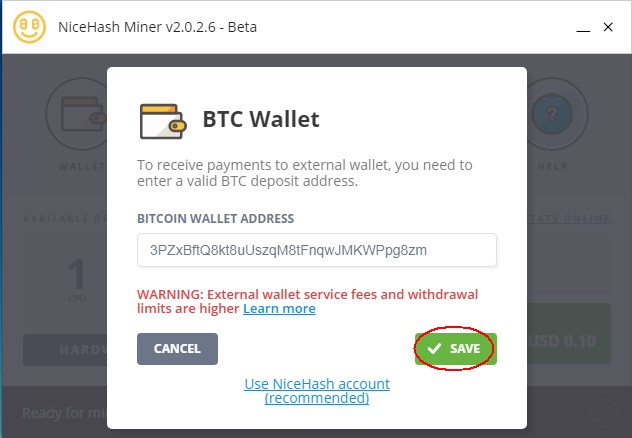 NiceHash Miner v2.0.2.6 - Beta
BTC Wallet
To receive payments to external wallet, you need to
enter a valid BTC deposit address.
BITCOIN WALLET ADDRESS
3PZxBftQ8kt8uUszqM8tFnqwJMKWPpg8zm
WARNING: External wallet service fees and withdrawal
limits are higher Learn more
CANCEL
SAVE
Use NiceHash account
(recommended)
WALLET
HELP
AVAILABLE
STATS ONLINE
1
CPU
HARDW
USD 0.10
Ready for mi